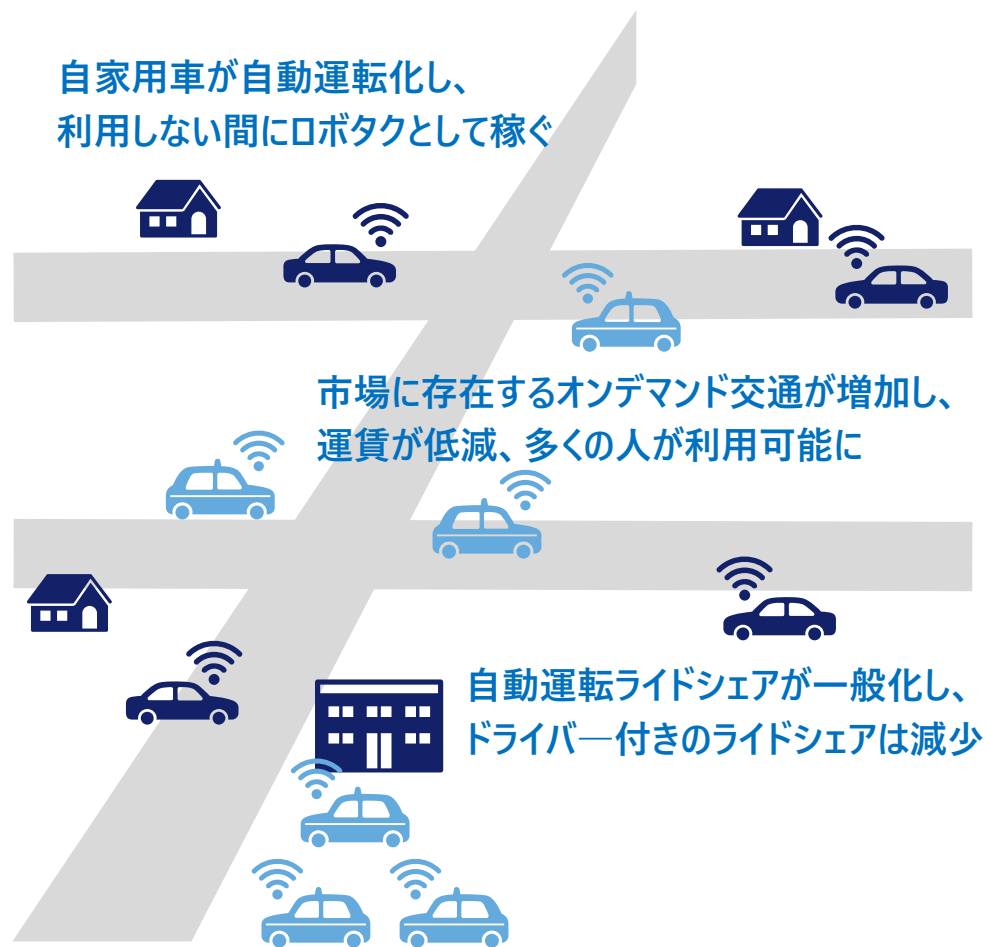 自家用車が自動運転化し、
利用しない間にロボタクとして稼ぐ
市場に存在するオンデマンド交通が増加し、
運賃が低減、多くの人が利用可能に
自動運転ライドシェアが一般化し、
ドライバ―付きのライドシェアは減少